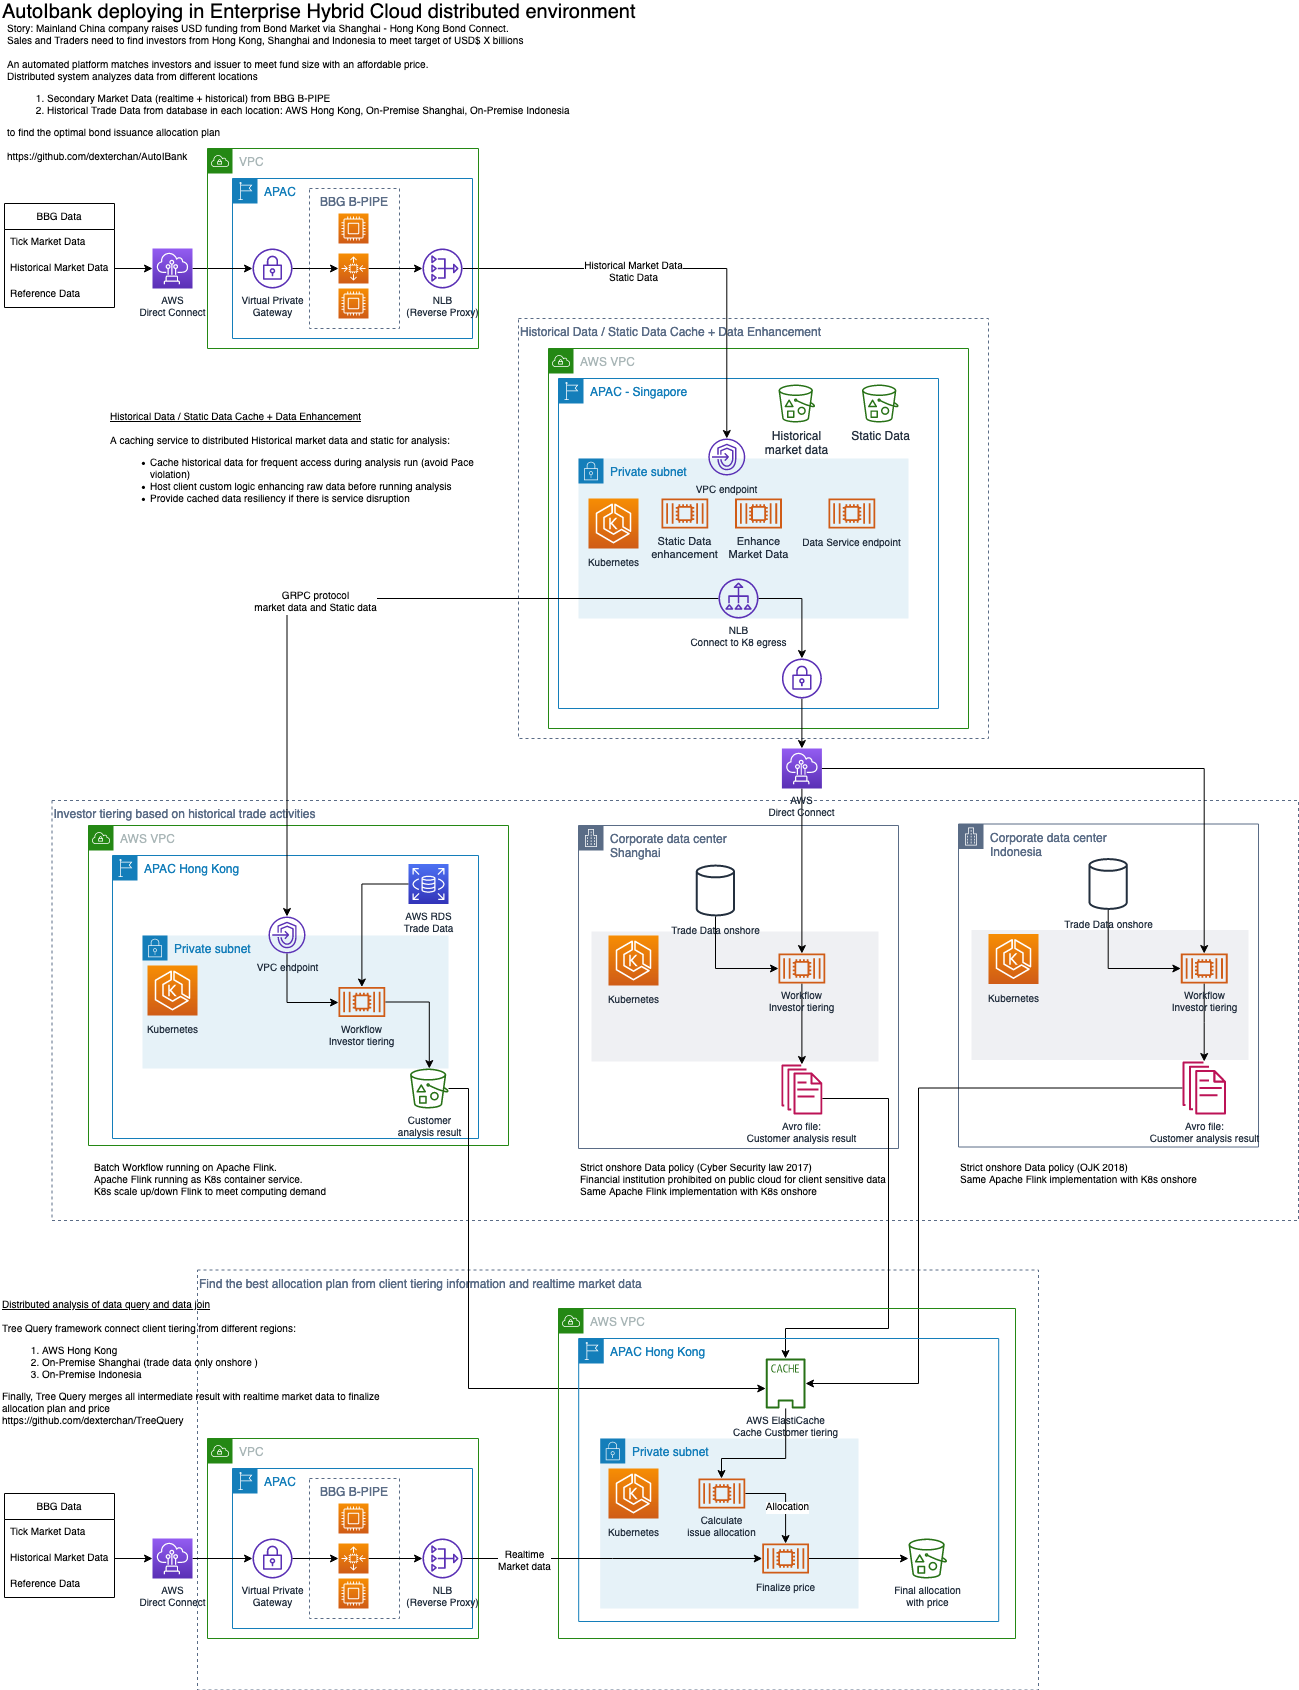 AutoIbank deploying in Enterprise Hybrid Cloud distributed environment
Story: Mainland China company raises USD funding from Bond Market via Shanghai - Hong Kong Bond Connect.
Sales and Traders need to find investors from Hong Kong, Shanghai and Indonesia to meet target of USD$ X billions
An automated platform matches investors and issuer to meet fund size with an affordable price.
Distributed system analyzes data from different locations
1. Secondary Market Data (realtime + historical) from BBG B-PIPE
2. Historical Trade Data from database in each location: AWS Hong Kong, On-Premise Shanghai, On-Premise Indonesia
to find the optimal bond issuance allocation plan
https://github.com/dexterchan/AutoIBank
VPC
APAC
BBG B-PIPE
BBG Data
Tick Market Data
Historical Market Data
Reference Data
AWS
Direct Connect
Virtual Private
Gateway
NLB
(Reverse Proxy)
Historical Market Data
Static Data
Historical Data / Static Data Cache + Data Enhancement
AWS VPC
APAC - Singapore
Historical
market data
Static Data
Private subnet
VPC endpoint
Kubernetes
Static Data
enhancement
Enhance
Market Data
Data Service endpoint
NLB
Connect to K8 egress
Historical Data / Static Data Cache + Data Enhancement
A caching service to distributed Historical market data and static for analysis:
• Cache historical data for frequent access during analysis run (avoid Pace
violation)
• Host client custom logic enhancing raw data before running analysis
• Provide cached data resiliency if there is service disruption
GRPC protocol
market data and Static data
AWS
Direct Connect
Investor tiering based on historical trade activities
AWS VPC
APAC Hong Kong
AWS RDS
Trade Data
Private subnet
VPC endpoint
Kubernetes
Workflow
Investor tiering
Customer
analysis result
Batch Workflow running on Apache Flink.
Apache Flink running as K8s container service.
K8s scale up/down Flink to meet computing demand
Corporate data center
Shanghai
Trade Data onshore
Kubernetes
Workflow
Investor tiering
Avro file:
Customer analysis result
Strict onshore Data policy (Cyber Security law 2017)
Financial institution prohibited on public cloud for client sensitive data
Same Apache Flink implementation with K8s onshore
Corporate data center
Indonesia
Trade Data onshore
Kubernetes
Workflow
Investor tiering
Avro file:
Customer analysis result
Strict onshore Data policy (OJK 2018)
Same Apache Flink implementation with K8s onshore
Find the best allocation plan from client tiering information and realtime market data
Distributed analysis of data query and data join
Tree Query framework connect client tiering from different regions:
1. AWS Hong Kong
2. On-Premise Shanghai (trade data only onshore )
3. On-Premise Indonesia
Finally, Tree Query merges all intermediate result with realtime market data to finalize
allocation plan and price
https://github.com/dexterchan/TreeQuery
VPC
APAC
BBG B-PIPE
BBG Data
Tick Market Data
Historical Market Data
Reference Data
AWS
Direct Connect
Virtual Private
Gateway
NLB
(Reverse Proxy)
Realtime
Market data
AWS VPC
APAC Hong Kong
CACHE
AWS ElastiCache
Cache Customer tiering
Private subnet
Kubernetes
Calculate
issue allocation
Allocation
Finalize price
Final allocation
with price